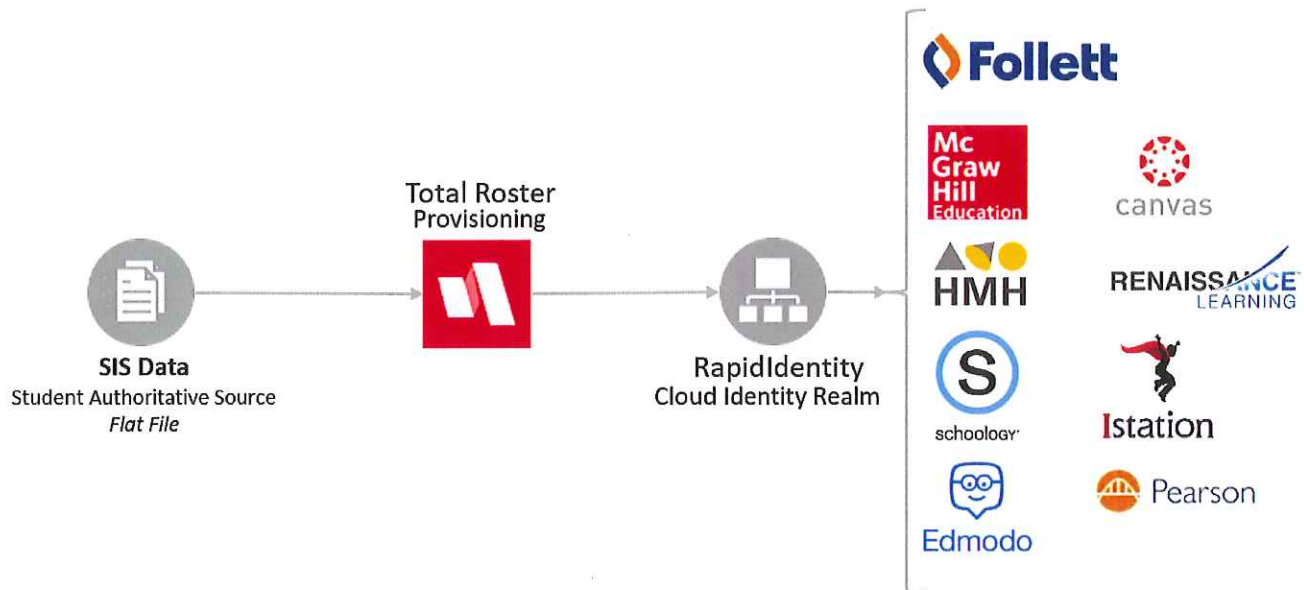 SIS Data
Student Authoritative Source
Flat File
Total Roster
Provisioning
RapidIdentity
Cloud Identity Realm
Follett
Mc
Graw
Hill
Education
canvas
HMH
RENAISSANCE
LEARNING
S
schoology
Istation
Edmodo
Pearson